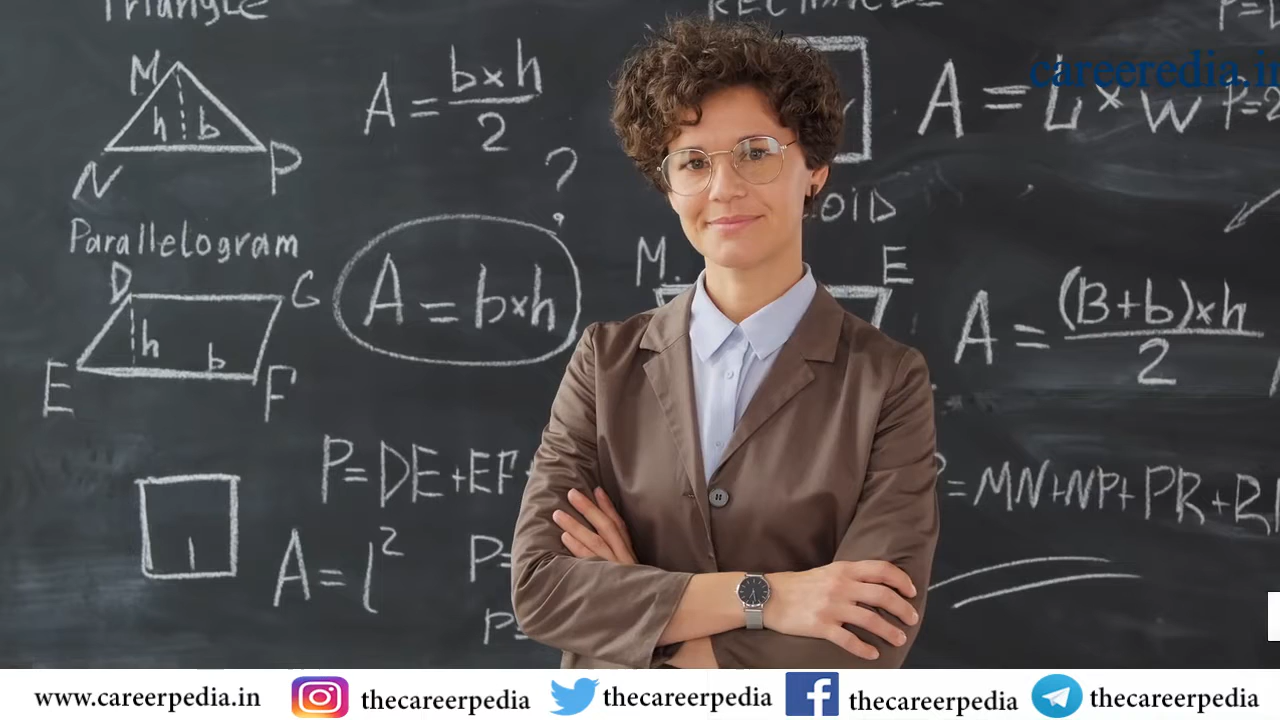 Triangle
RECTANGLE
M
h
b
N
P
A = b×h
2
?
A = L × W
careeredia.i
Parallelogram
D
G
h
b
E
F
A = b×h
OID
M.
E
A = (B+b)×h
2
P=DE+EF
=MN+NP+PR+R
l
A = l²
P=
P=
www.careerpedia.in
thecareerpedia
thecareerpedia
thecareerpedia
thecareerpedia